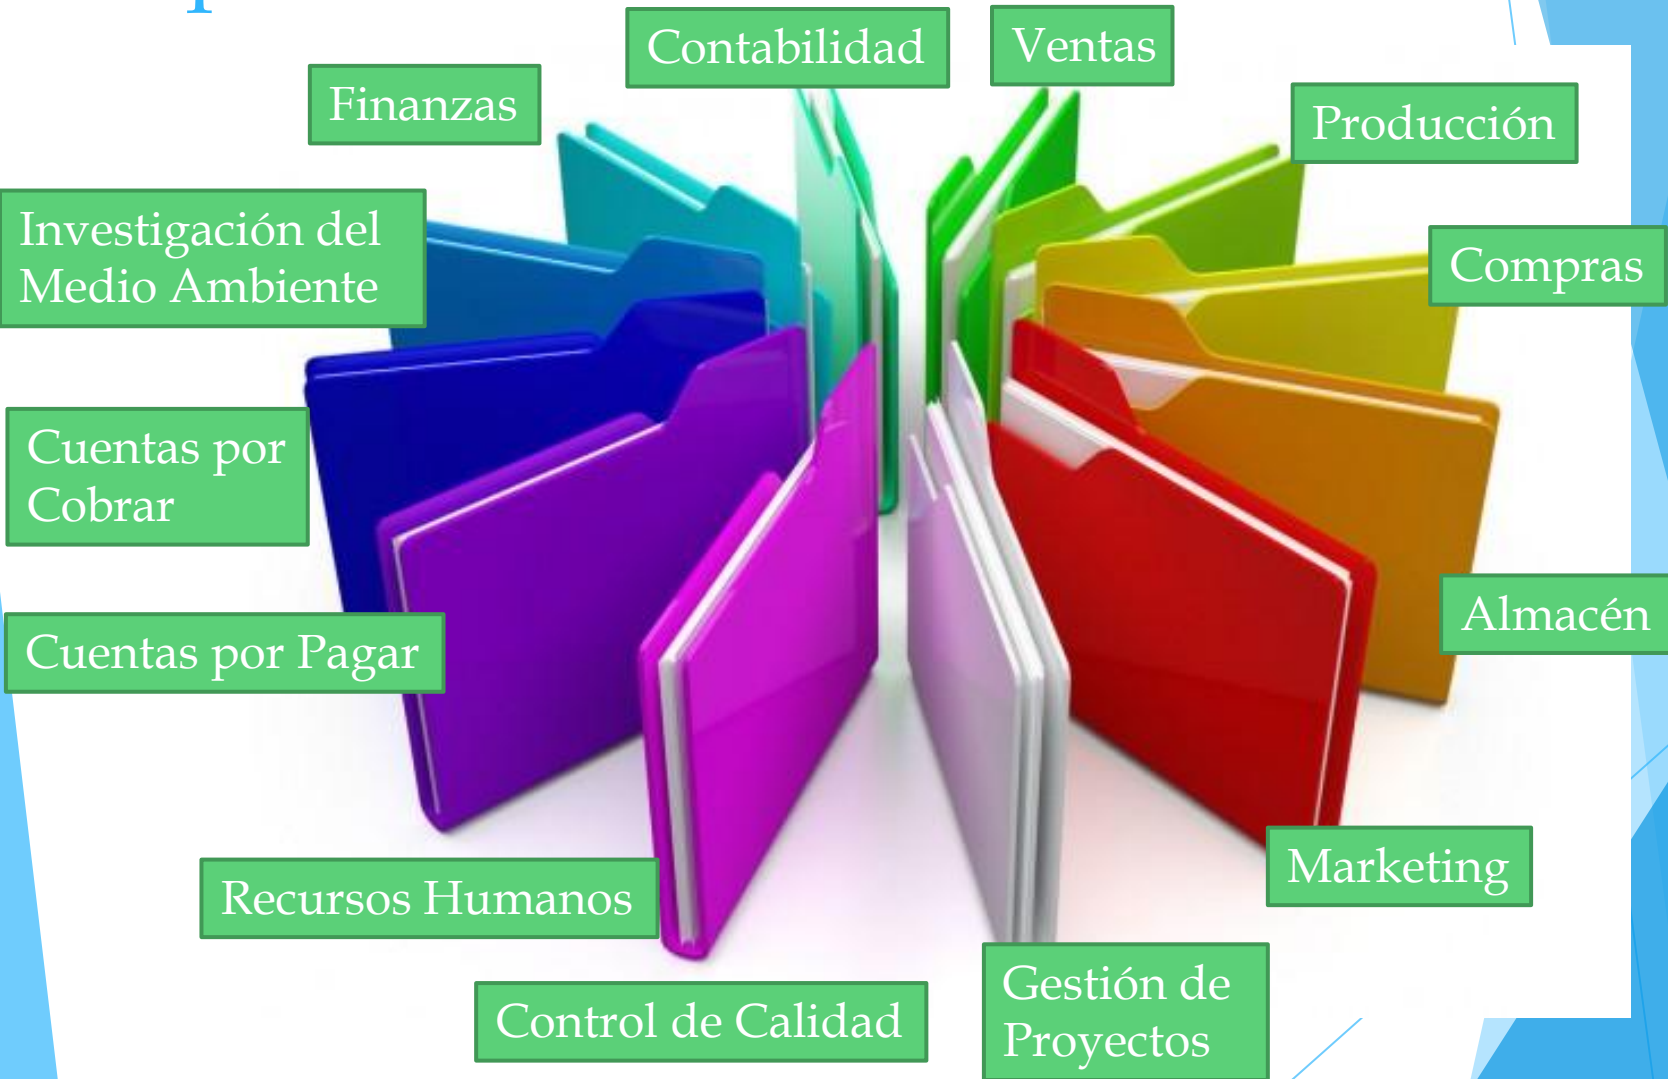 Contabilidad
Ventas
Finanzas
Producción
Investigación del
Medio Ambiente
Compras
Cuentas por
Cobrar
Almacén
Cuentas por Pagar
Marketing
Recursos Humanos
Gestión de
Proyectos
Control de Calidad